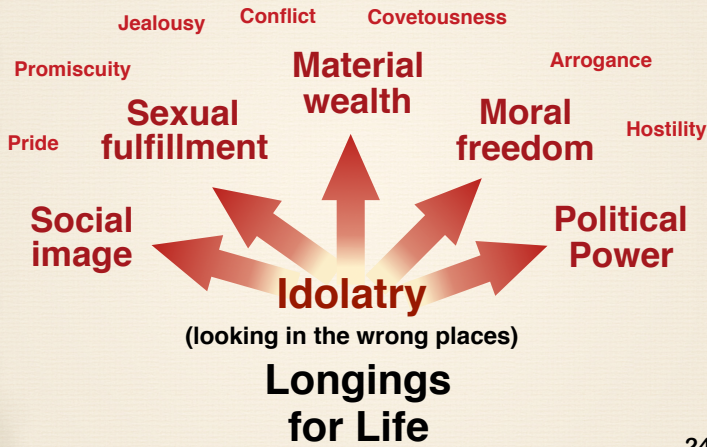 Jealousy
Conflict
Covetousness
Promiscuity
Material
wealth
Arrogance
Sexual
fulfillment
Moral
freedom
Pride
Hostility
Social
image
Political
Power
Idolatry
(looking in the wrong places)
Longings
for Life
24